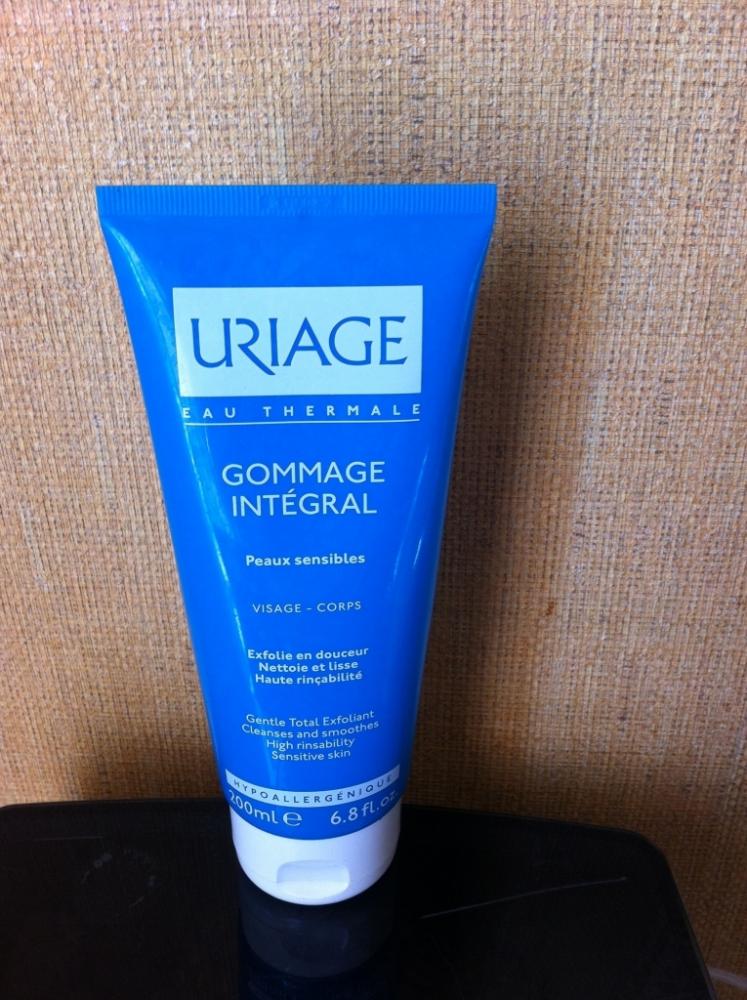 URIAGE
EAU THERMALE
GOMMAGE
INTÉGRAL
Peaux sensibles
VISAGE - CORPS
Exfolie en douceur
Nettoie et lisse
Haute rinçabilité
Gentle Total Exfoliant
Cleanses and smoothes
High rinsability
Sensitive skin
HYPOALLERGÉNIQUE
200ml e 6.8 fl.oz